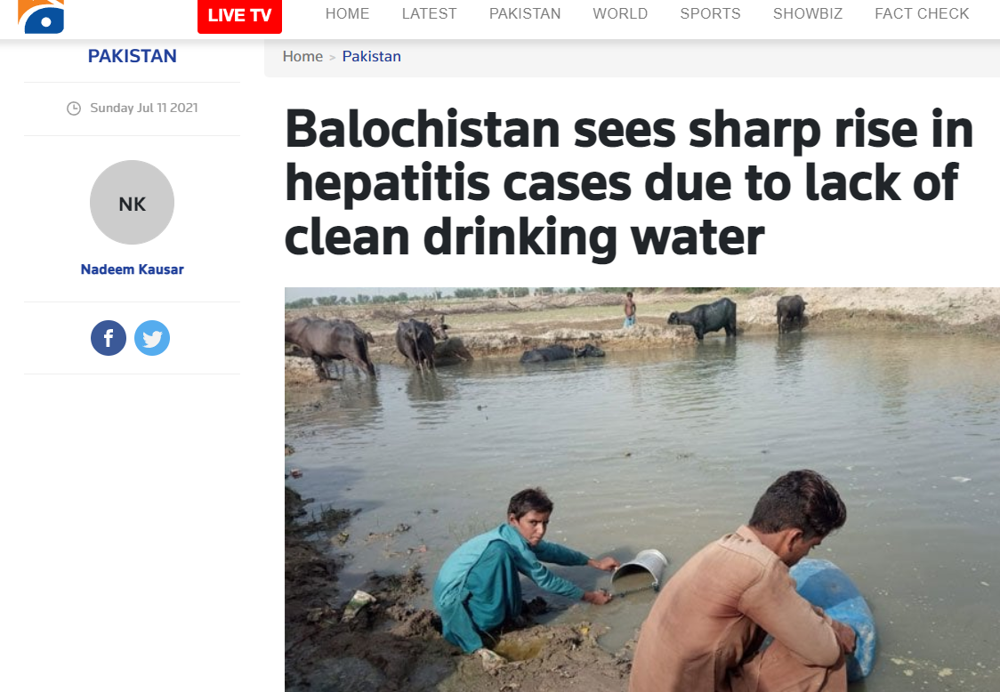 LIVE TV
HOME
LATEST
PAKISTAN
WORLD
SPORTS
SHOWBIZ
FACT CHECK
PAKISTAN
Sunday Jul 11 2021
NK
Nadeem Kausar
f
Home > Pakistan
Balochistan sees sharp rise in
hepatitis cases due to lack of
clean drinking water